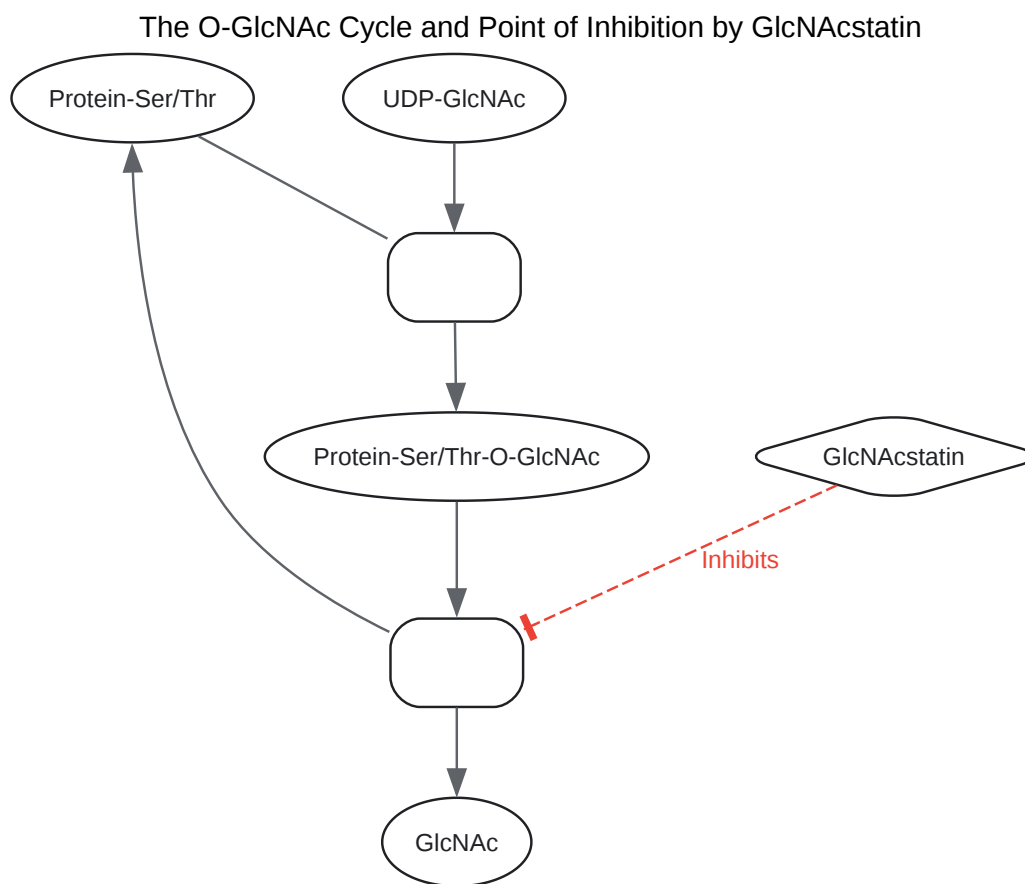 The O-GlcNAc Cycle and Point of Inhibition by GlcNAcstatin
Protein-Ser/Thr
UDP-GlcNAc
Protein-Ser/Thr-O-GlcNAc
GlcNAcstatin
Inhibits
GlcNAc